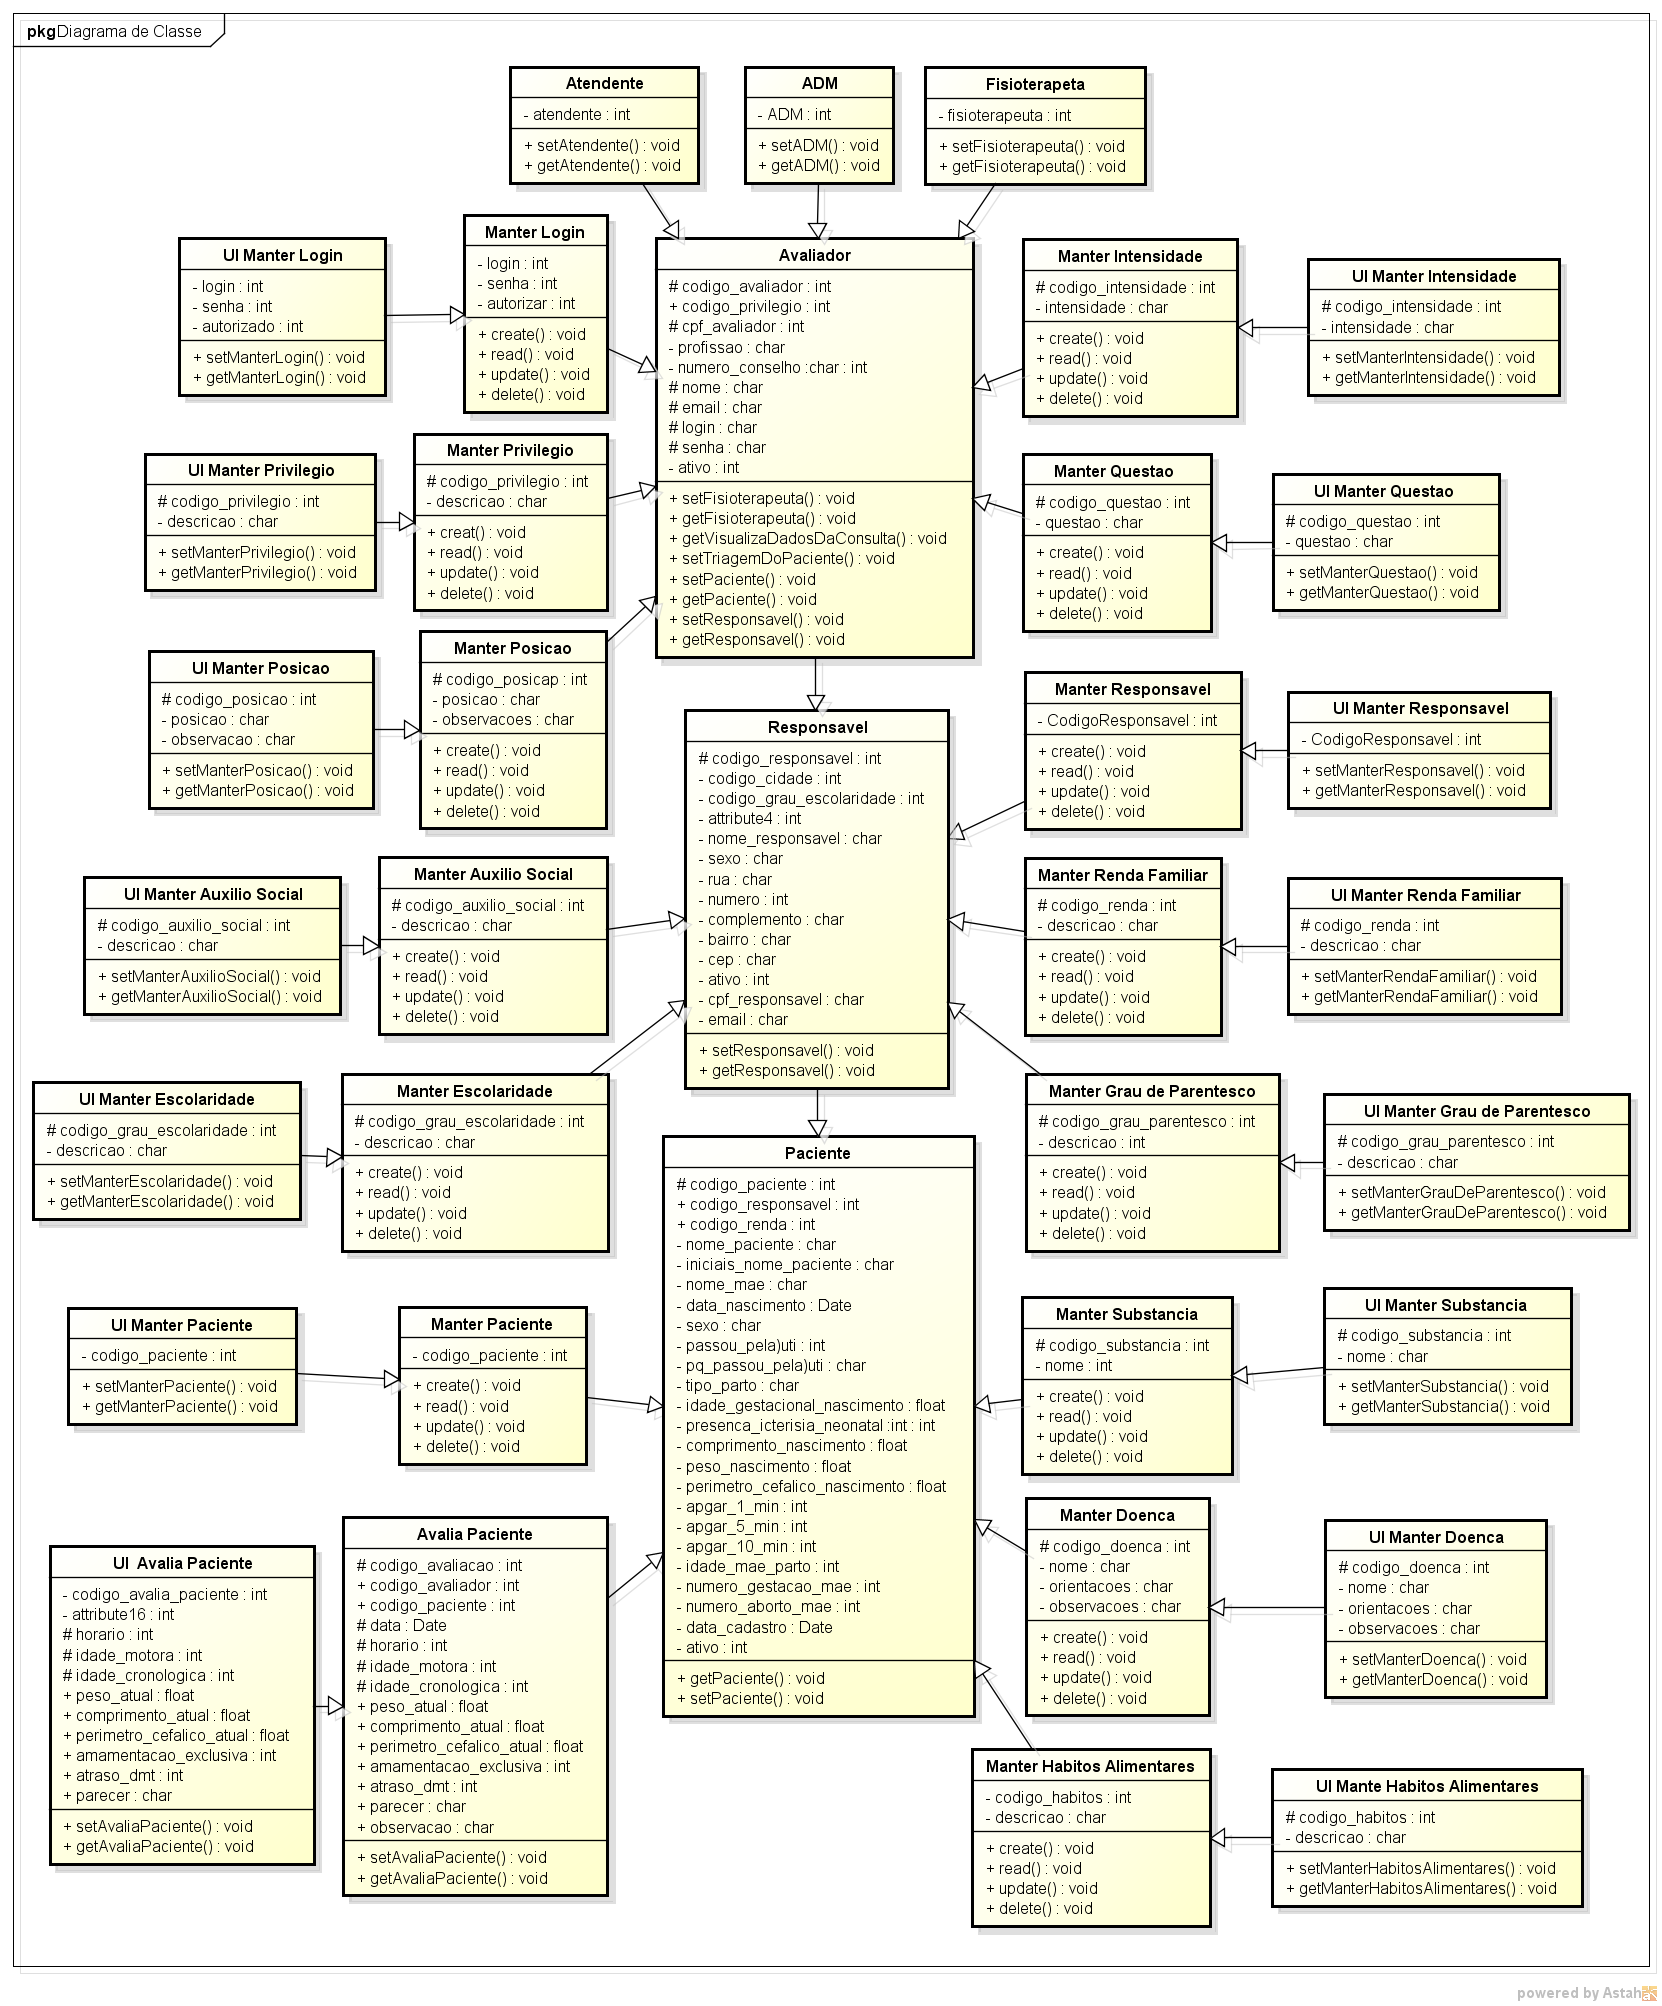 pkg Diagrama de Classe
Atendente
- atendente : int
+ setAtendente() : void
+ getAtendente() : void
ADM
- ADM : int
+ setADM() : void
+ getADM() : void
Fisioterapeta
- fisioterapeuta : int
+ setFisioterapeuta() : void
+ getFisioterapeuta() : void
UI Manter Login
- login : int
- senha : int
- autorizado : int
+ setManterLogin() : void
+ getManterLogin() : void
Manter Login
- login : int
- senha : int
- autorizar : int
+ create() : void
+ read() : void
+ update() : void
+ delete() : void
Avaliador
# codigo_avaliador : int
+ codigo_privilegio : int
# cpf_avaliador : int
- profissao : char
- numero_conselho :char : int
# nome : char
# email : char
# login : char
# senha : char
- ativo : int
+ setFisioterapeuta() : void
+ getFisioterapeuta() : void
+ getVisualizaDadosDaConsulta() : void
+ setTriagemDoPaciente() : void
+ setPaciente() : void
+ getPaciente() : void
+ setResponsavel() : void
+ getResponsavel() : void
Manter Intensidade
# codigo_intensidade : int
- intensidade : char
+ create() : void
+ read() : void
+ update() : void
+ delete() : void
UI Manter Intensidade
# codigo_intensidade : int
- intensidade : char
+ setManterIntensidade() : void
+ getManterIntensidade() : void
UI Manter Privilegio
# codigo_privilegio : int
- descricao : char
+ setManterPrivilegio() : void
+ getManterPrivilegio() : void
Manter Privilegio
# codigo_privilegio : int
- descricao : char
+ creat() : void
+ read() : void
+ update() : void
+ delete() : void
Manter Questao
# codigo_questao : int
- questao : char
+ create() : void
+ read() : void
+ update() : void
+ delete() : void
UI Manter Questao
# codigo_questao : int
- questao : char
+ setManterQuestao() : void
+ getManterQuestao() : void
UI Manter Posicao
# codigo_posicao : int
- posicao : char
- observacao : char
+ setManterPosicao() : void
+ getManterPosicao() : void
Manter Posicao
# codigo_posicap : int
- posicao : char
- observacoes : char
+ create() : void
+ read() : void
+ update() : void
+ delete() : void
Responsavel
# codigo_responsavel : int
- codigo_cidade : int
- codigo_grau_escolaridade : int
- attribute4 : int
- nome_responsavel : char
- sexo : char
- rua : char
- numero : int
- complemento : char
- bairro : char
- cep : char
- ativo : int
- cpf_responsavel : char
- email : char
+ setResponsavel() : void
+ getResponsavel() : void
Manter Responsavel
- CodigoResponsavel : int
+ create() : void
+ read() : void
+ update() : void
+ delete() : void
UI Manter Responsavel
- CodigoResponsavel : int
+ setManterResponsavel() : void
+ getManterResponsavel() : void
UI Manter Auxilio Social
# codigo_auxilio_social : int
- descricao : char
+ setManterAuxilioSocial() : void
+ getManterAuxilioSocial() : void
Manter Auxilio Social
# codigo_auxilio_social : int
- descricao : char
+ create() : void
+ read() : void
+ update() : void
+ delete() : void
Manter Renda Familiar
# codigo_renda : int
- descricao : char
+ create() : void
+ read() : void
+ update() : void
+ delete() : void
UI Manter Renda Familiar
# codigo_renda : int
- descricao : char
+ setManterRendaFamiliar() : void
+ getManterRendaFamiliar() : void
UI Manter Escolaridade
# codigo_grau_escolaridade : int
- descricao : char
+ setManterEscolaridade() : void
+ getManterEscolaridade() : void
Manter Escolaridade
# codigo_grau_escolaridade : int
- descricao : char
+ create() : void
+ read() : void
+ update() : void
+ delete() : void
Manter Grau de Parentesco
# codigo_grau_parentesco : int
- descricao : int
+ create() : void
+ read() : void
+ update() : void
+ delete() : void
UI Manter Grau de Parentesco
# codigo_grau_parentesco : int
- descricao : char
+ setManterGrauDeParentesco() : void
+ getManterGrauDeParentesco() : void
Paciente
# codigo_paciente : int
+ codigo_responsavel : int
+ codigo_renda : int
- nome_paciente : char
- iniciais_nome_paciente : char
- nome_mae : char
- data_nascimento : Date
- sexo : char
- passou_pela)uti : int
- pq_passou_pela)uti : char
- tipo_parto : char
- idade_gestacional_nascimento : float
- presenca_icterisia_neonatal :int : int
- comprimento_nascimento : float
- peso_nascimento : float
- perimetro_cefalico_nascimento : float
- apgar_1_min : int
- apgar_5_min : int
- apgar_10_min : int
- idade_mae_parto : int
- numero_gestacao_mae : int
- numero_aborto_mae : int
- data_cadastro : Date
- ativo : int
+ getPaciente() : void
+ setPaciente() : void
UI Manter Paciente
- codigo_paciente : int
+ setManterPaciente() : void
+ getManterPaciente() : void
Manter Paciente
- codigo_paciente : int
+ create() : void
+ read() : void
+ update() : void
+ delete() : void
Manter Substancia
# codigo_substancia : int
- nome : int
+ create() : void
+ read() : void
+ update() : void
+ delete() : void
UI Manter Substancia
# codigo_substancia : int
- nome : char
+ setManterSubstancia() : void
+ getManterSubstancia() : void
UI  Avalia Paciente
- codigo_avalia_paciente : int
- attribute16 : int
# horario : int
# idade_motora : int
# idade_cronologica : int
+ peso_atual : float
+ comprimento_atual : float
+ perimetro_cefalico_atual : float
+ amamentacao_exclusiva : int
+ atraso_dmt : int
+ parecer : char
+ setAvaliaPaciente() : void
+ getAvaliaPaciente() : void
Avalia Paciente
# codigo_avaliacao : int
+ codigo_avaliador : int
+ codigo_paciente : int
# data : Date
# horario : int
# idade_motora : int
# idade_cronologica : int
+ peso_atual : float
+ comprimento_atual : float
+ perimetro_cefalico_atual : float
+ amamentacao_exclusiva : int
+ atraso_dmt : int
+ parecer : char
+ observacao : char
+ setAvaliaPaciente() : void
+ getAvaliaPaciente() : void
Manter Doenca
# codigo_doenca : int
- nome : char
- orientacoes : char
- observacoes : char
+ create() : void
+ read() : void
+ update() : void
+ delete() : void
UI Manter Doenca
# codigo_doenca : int
- nome : char
- orientacoes : char
- observacoes : char
+ setManterDoenca() : void
+ getManterDoenca() : void
Manter Habitos Alimentares
- codigo_habitos : int
- descricao : char
+ create() : void
+ read() : void
+ update() : void
+ delete() : void
UI Mante Habitos Alimentares
# codigo_habitos : int
- descricao : char
+ setManterHabitosAlimentares() : void
+ getManterHabitosAlimentares() : void
powered by Astah